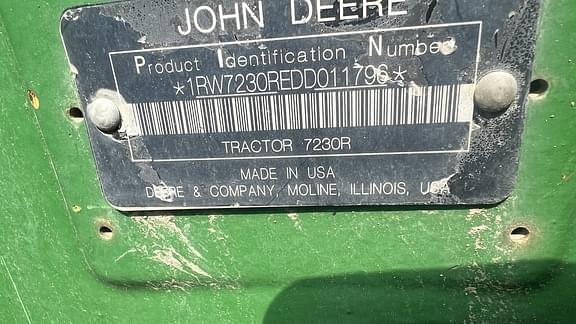 JOHN DEERE
Product Identification Number
*1RW7230REDD011796*
TRACTOR 7230R
MADE IN USA
DEERE & COMPANY, MOLINE, ILLINOIS, USA